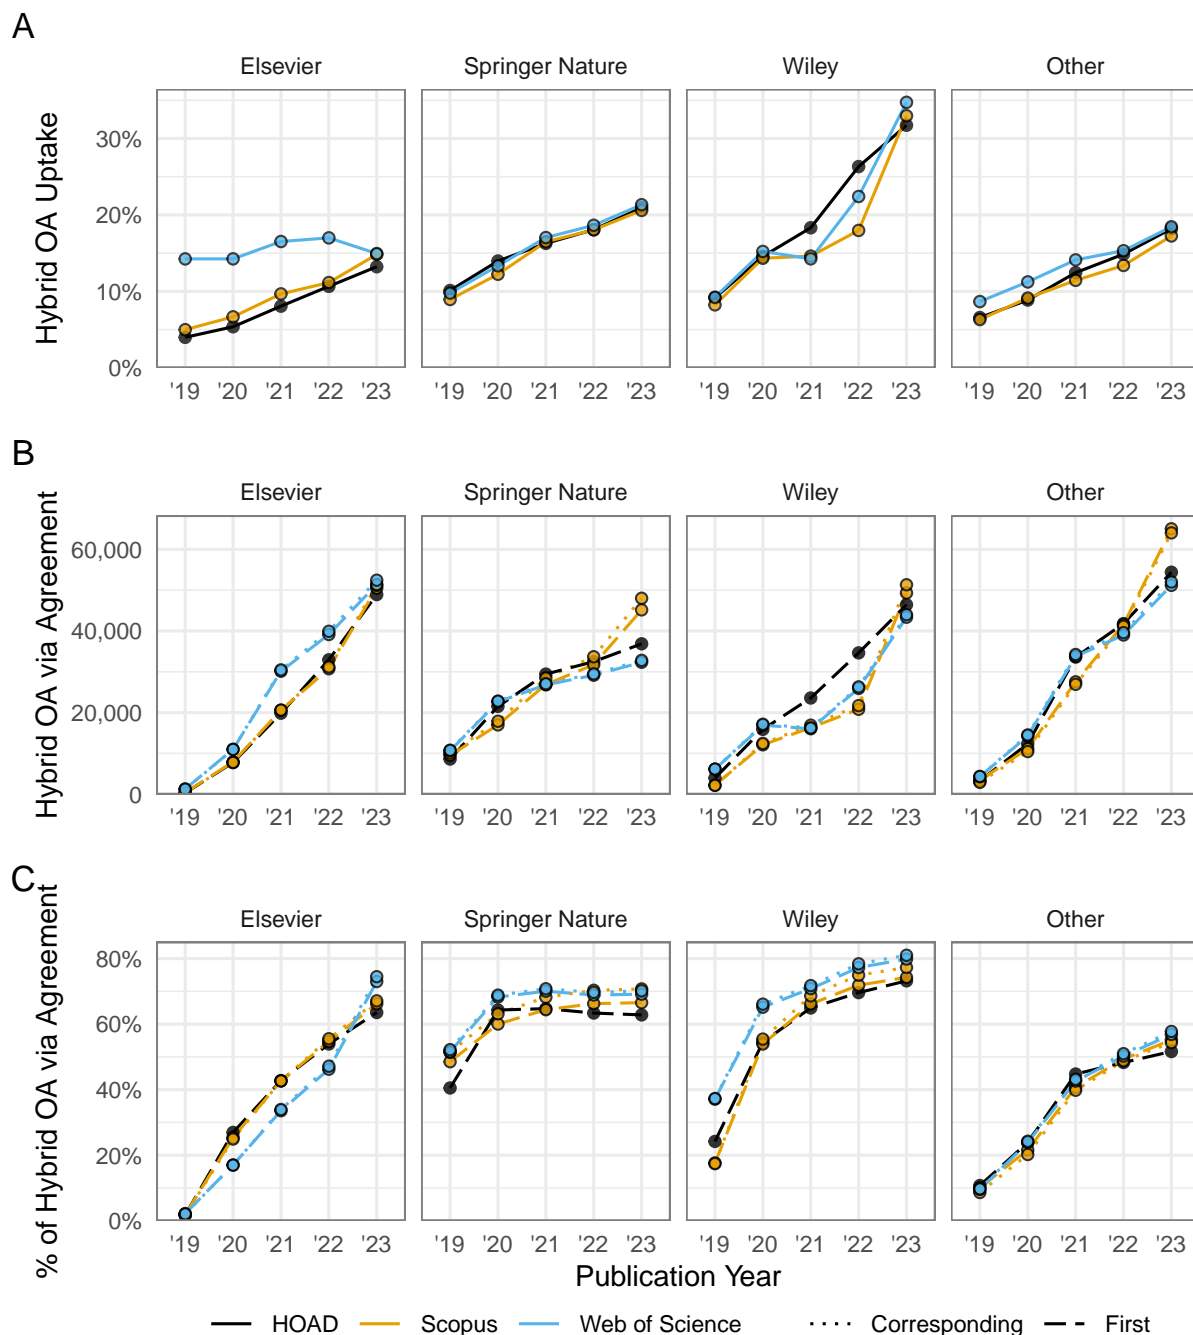 A
Elsevier Springer Nature Wiley Other
Hybrid OA Uptake
30%
20%
10%
0%
'19 '20 '21 '22 '23 '19 '20 '21 '22 '23 '19 '20 '21 '22 '23 '19 '20 '21 '22 '23
B
Elsevier Springer Nature Wiley Other
Hybrid OA via Agreement
60,000
40,000
20,000
0
'19 '20 '21 '22 '23 '19 '20 '21 '22 '23 '19 '20 '21 '22 '23 '19 '20 '21 '22 '23
C
Elsevier Springer Nature Wiley Other
% of Hybrid OA via Agreement
80%
60%
40%
20%
0%
'19 '20 '21 '22 '23 '19 '20 '21 '22 '23 '19 '20 '21 '22 '23 '19 '20 '21 '22 '23
Publication Year
HOAD Scopus Web of Science Corresponding First